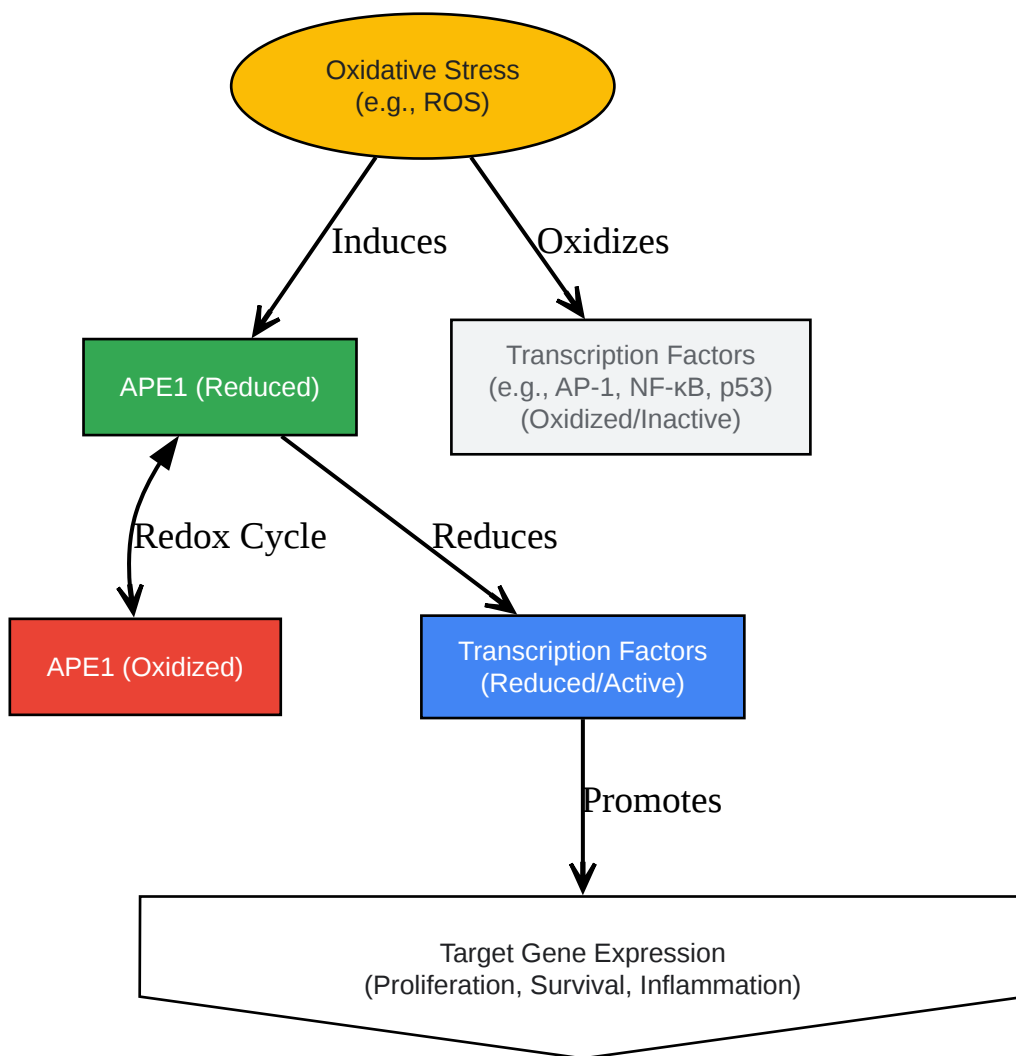 Oxidative Stress
(e.g., ROS)
Induces
Oxidizes
APE1 (Reduced)
Transcription Factors
(e.g., AP-1, NF-κB, p53)
(Oxidized/Inactive)
Redox Cycle
Reduces
APE1 (Oxidized)
Transcription Factors
(Reduced/Active)
Promotes
Target Gene Expression
(Proliferation, Survival, Inflammation)